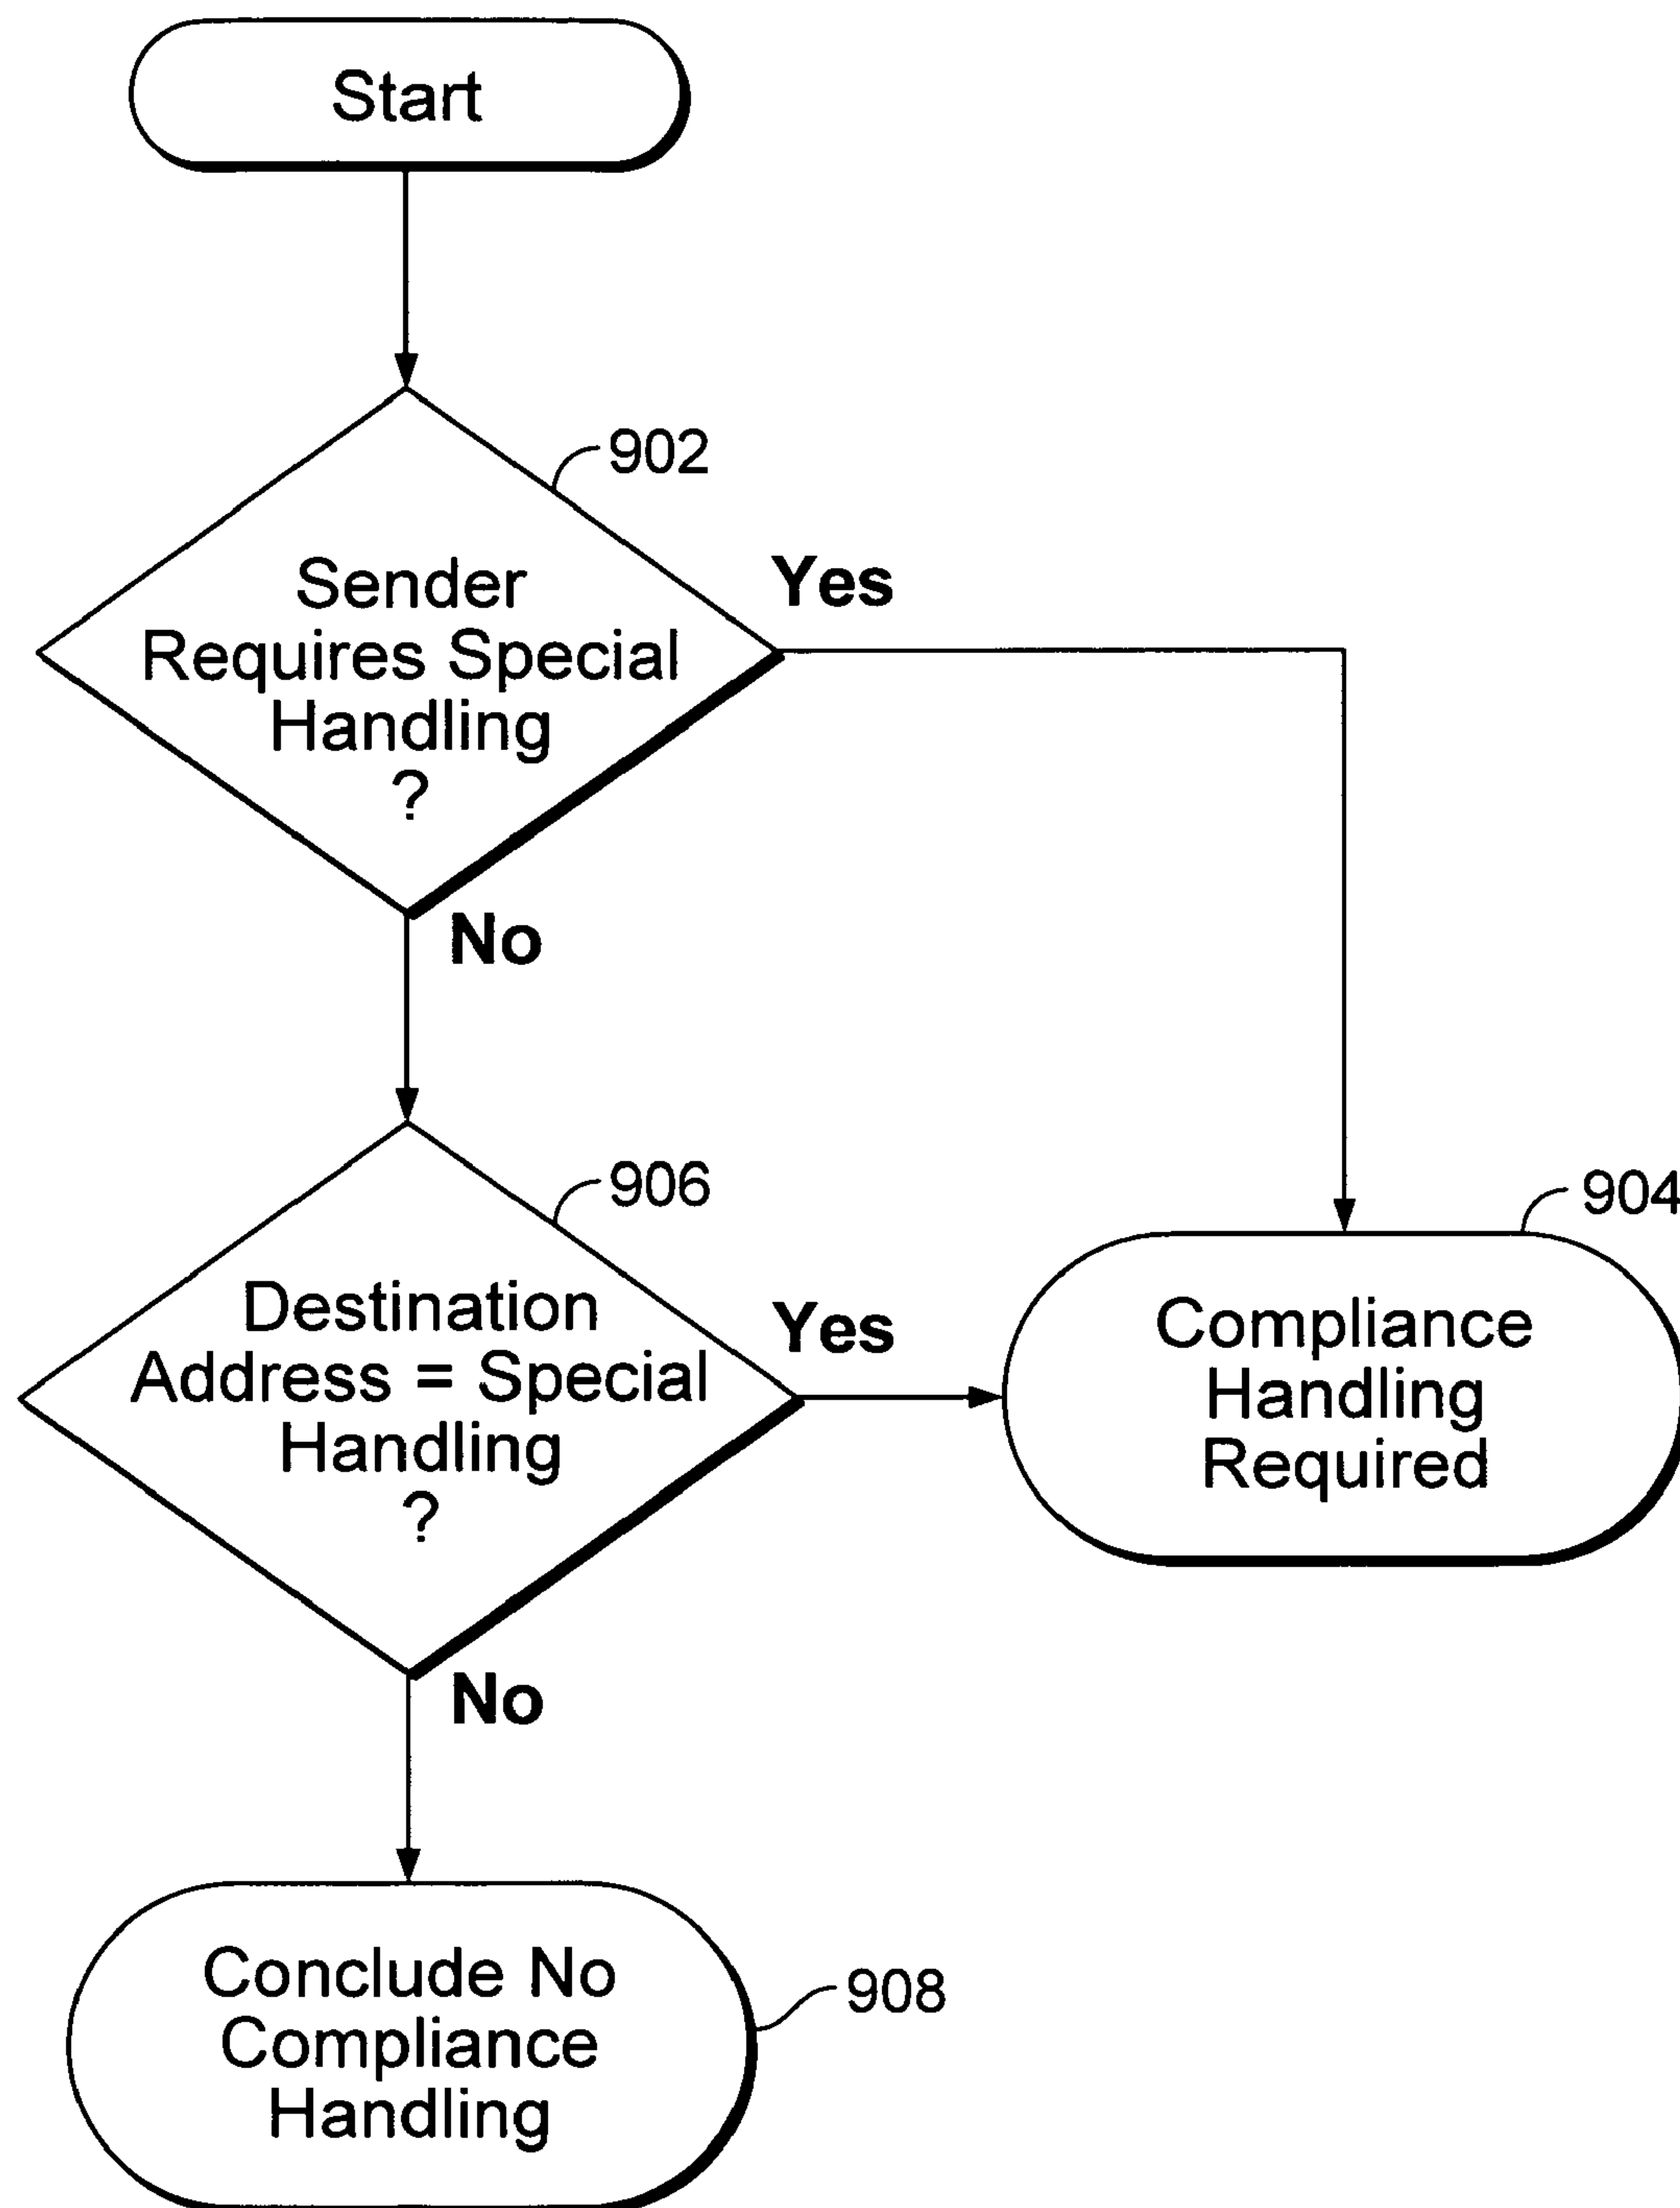 Start
902
Sender
Requires Special
Handling
?
Yes
No
906
Destination
Address = Special
Handling
?
Yes
904
Compliance
Handling
Required
No
Conclude No
Compliance
Handling
908